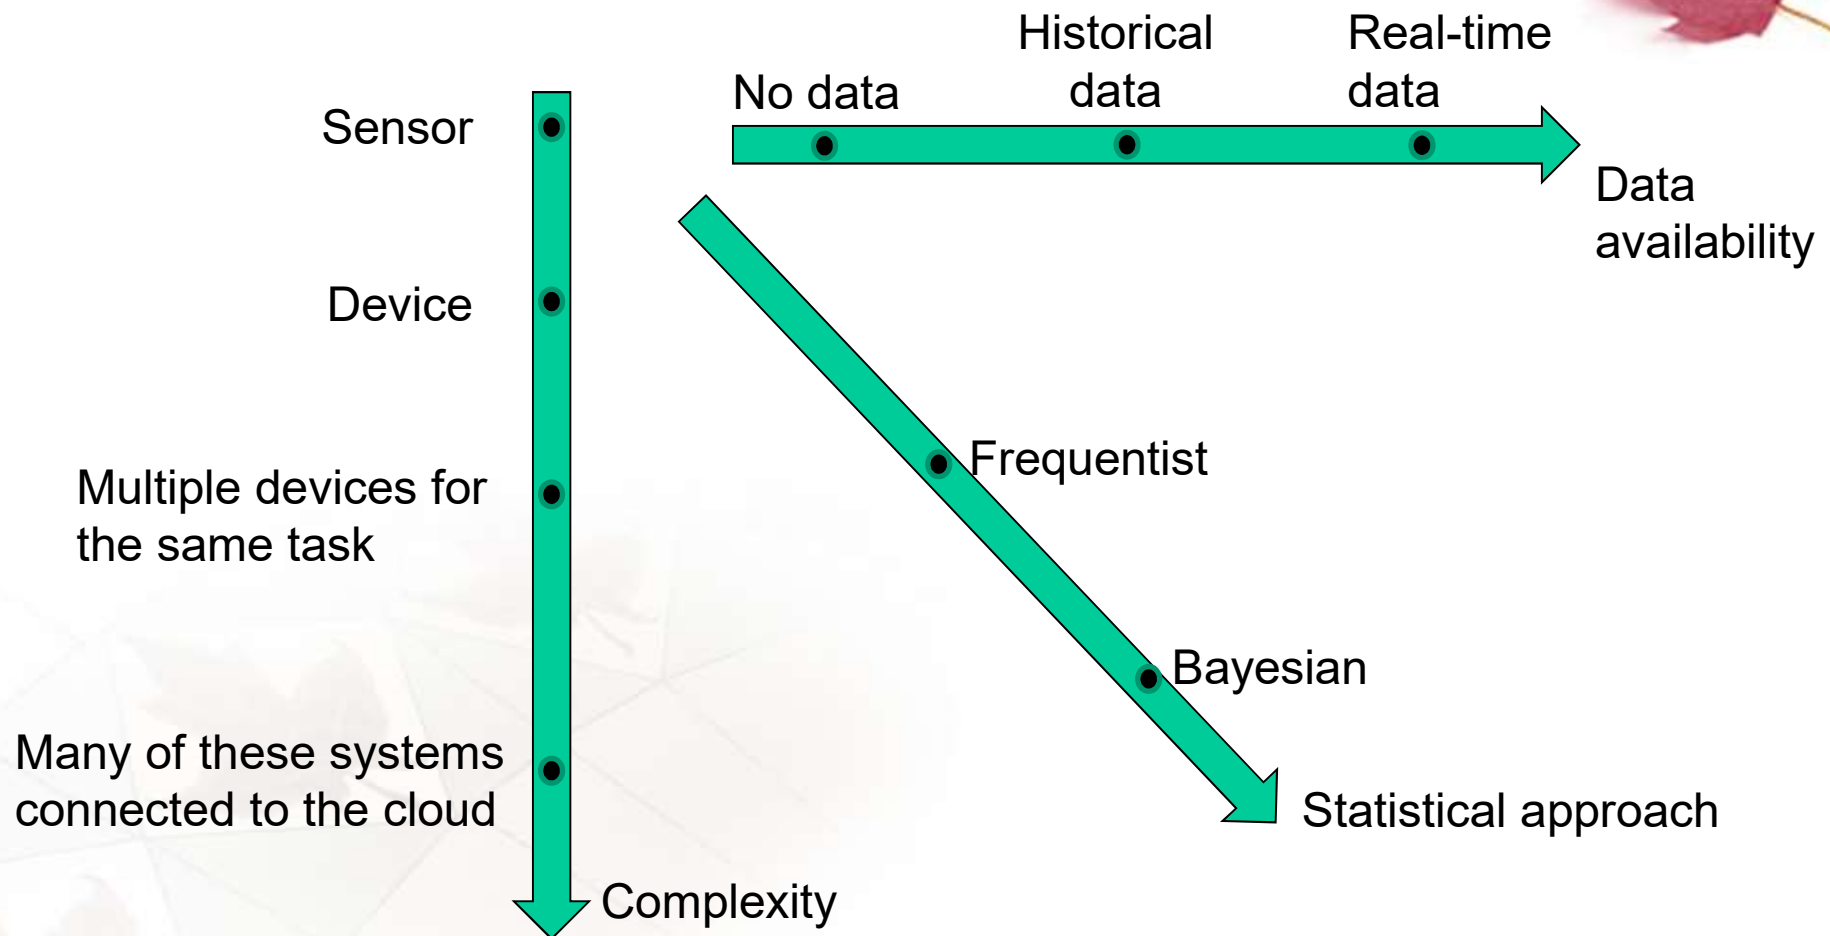 Historical
data
Real-time
data
No data
Sensor
Data
availability
Device
Frequentist
Multiple devices for
the same task
Bayesian
Many of these systems
connected to the cloud
Statistical approach
Complexity